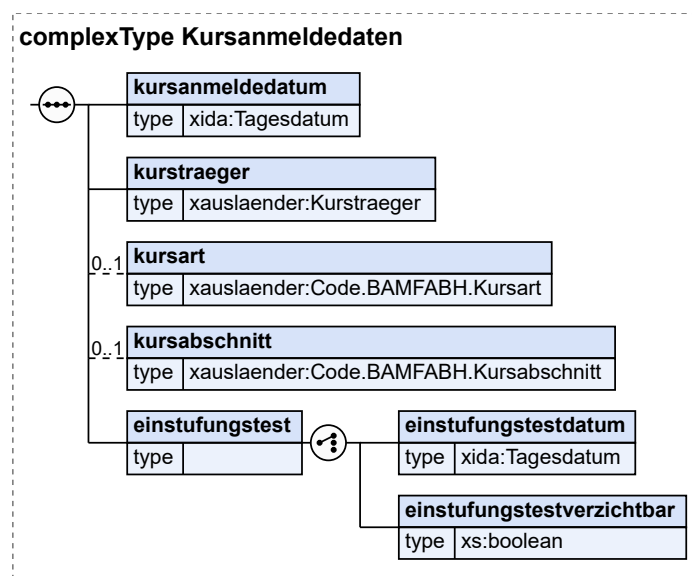 complexType Kursanmeldedaten
kursanmeldedatum
type xida:Tagesdatum
kurstraeger
type xauslaender:Kurstraeger
0..1 kursart
type xauslaender:Code.BAMFABH.Kursart
0..1 kursabschnitt
type xauslaender:Code.BAMFABH.Kursabschnitt
einstufungstest
type
einstufungstestdatum
type xida:Tagesdatum
einstufungstestverzichtbar
type xs:boolean